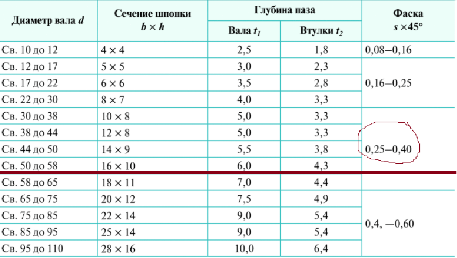 Диаметр вала d Сечение шпонки b × h Глубина паза Фаска s ×45°
Вала t₁ Втулки t₂
Св. 10 до 12 4 × 4 2,5 1,8 0,08—0,16
Св. 12 до 17 5 × 5 3,0 2,3
Св. 17 до 22 6 × 6 3,5 2,8 0,16—0,25
Св. 22 до 30 8 × 7 4,0 3,3
Св. 30 до 38 10 × 8 5,0 3,3
Св. 38 до 44 12 × 8 5,0 3,3
Св. 44 до 50 14 × 9 5,5 3,8 0,25—0,40
Св. 50 до 58 16 × 10 6,0 4,3
Св. 58 до 65 18 × 11 7,0 4,4
Св. 65 до 75 20 × 12 7,5 4,9
Св. 75 до 85 22 × 14 9,0 5,4 0,4, —0,60
Св. 85 до 95 25 × 14 9,0 5,4
Св. 95 до 110 28 × 16 10,0 6,4